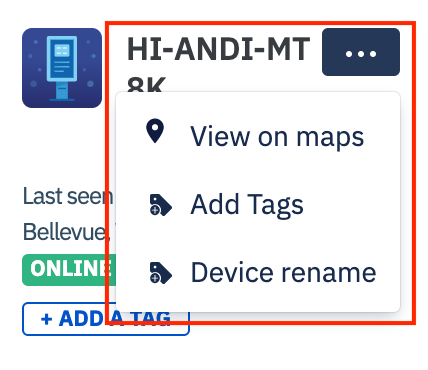 HI-ANDI-MT
8K
View on maps
Last seen
Add Tags
Bellevue,
ONLINE
Device rename
+ ADD A TAG